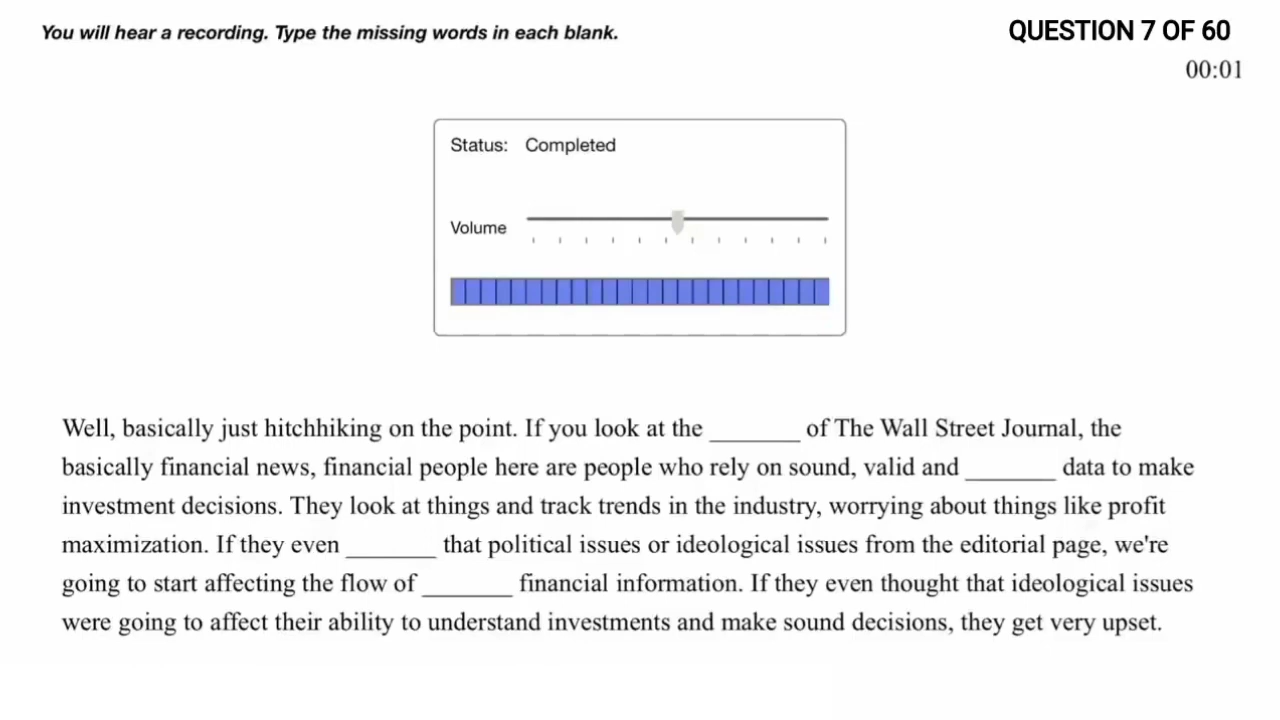 You will hear a recording. Type the missing words in each blank.
QUESTION 7 OF 60
00:01
Status: Completed
Volume
Well, basically just hitchhiking on the point. If you look at the _______ of The Wall Street Journal, the
basically financial news, financial people here are people who rely on sound, valid and _______ data to make
investment decisions. They look at things and track trends in the industry, worrying about things like profit
maximization. If they even _______ that political issues or ideological issues from the editorial page, we're
going to start affecting the flow of _______ financial information. If they even thought that ideological issues
were going to affect their ability to understand investments and make sound decisions, they get very upset.